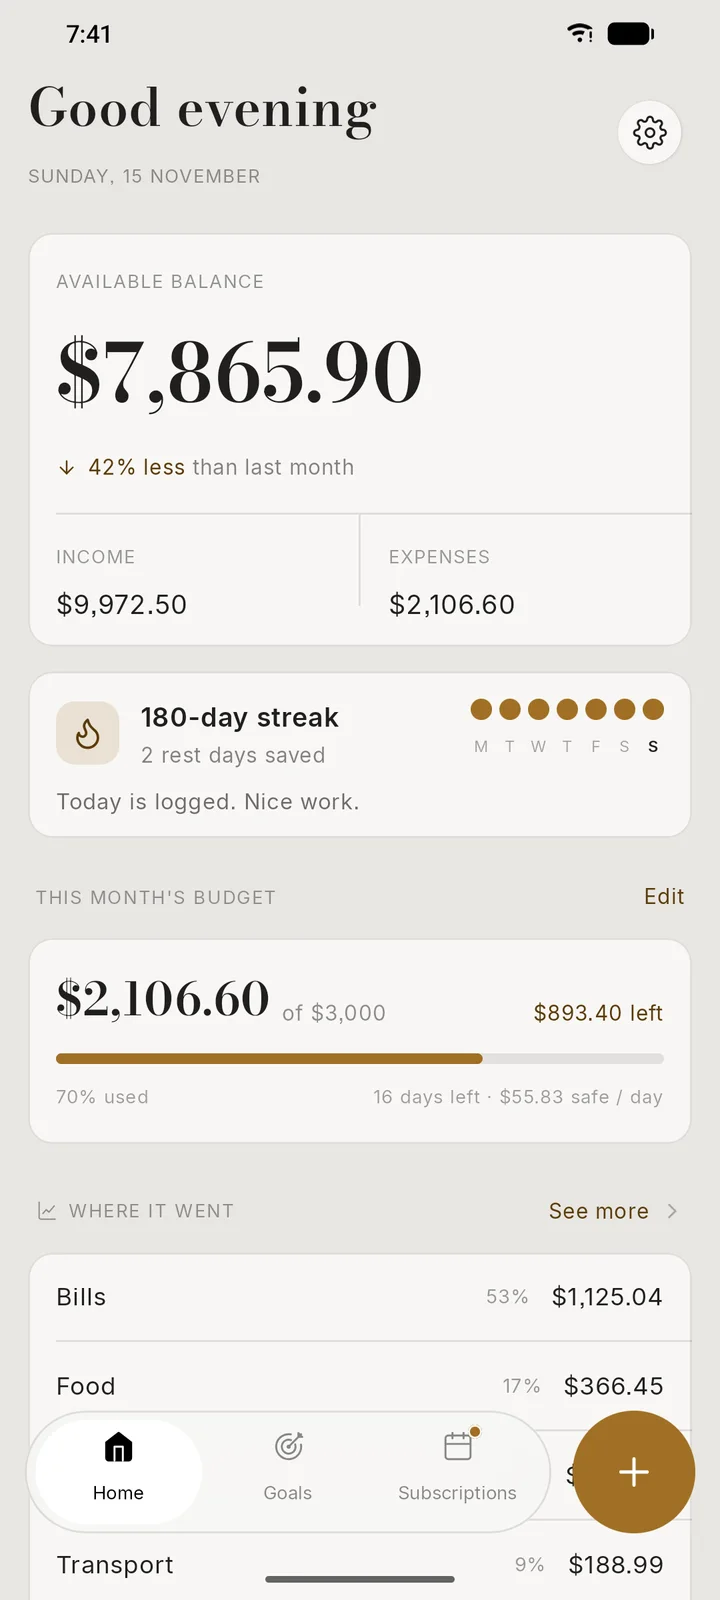 7:41
Good evening
SUNDAY, 15 NOVEMBER
AVAILABLE BALANCE
$7,865.90
↓ 42% less than last month
INCOME
EXPENSES
$9,972.50
$2,106.60
180-day streak
2 rest days saved
M T W T F S S
Today is logged. Nice work.
THIS MONTH'S BUDGET
Edit
$2,106.60 of $3,000
$893.40 left
70% used
16 days left · $55.83 safe / day
WHERE IT WENT
See more
Bills 53% $1,125.04
Food 17% $366.45
Home
Goals
Subscriptions
Transport 9% $188.99